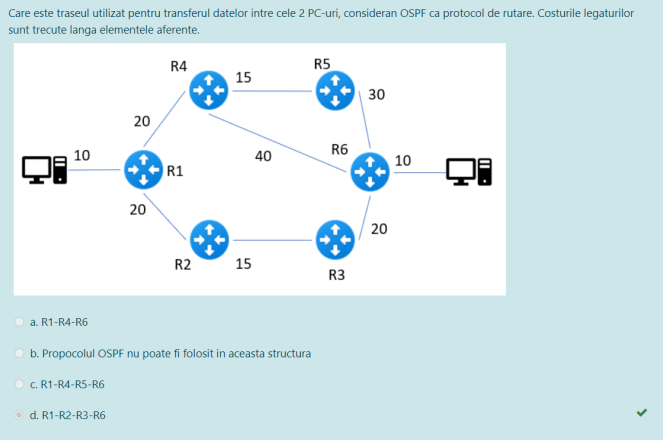 Care este traseul utilizat pentru transferul datelor intre cele 2 PC-uri, consideran OSPF ca protocol de rutare. Costurile legaturilor
sunt trecute langa elementele aferente.
R4
R5
15
30
20
R6
10
40
10
R1
20
20
R2
15
R3
a. R1-R4-R6
b. Propocolul OSPF nu poate fi folosit in aceasta structura
c. R1-R4-R5-R6
d. R1-R2-R3-R6